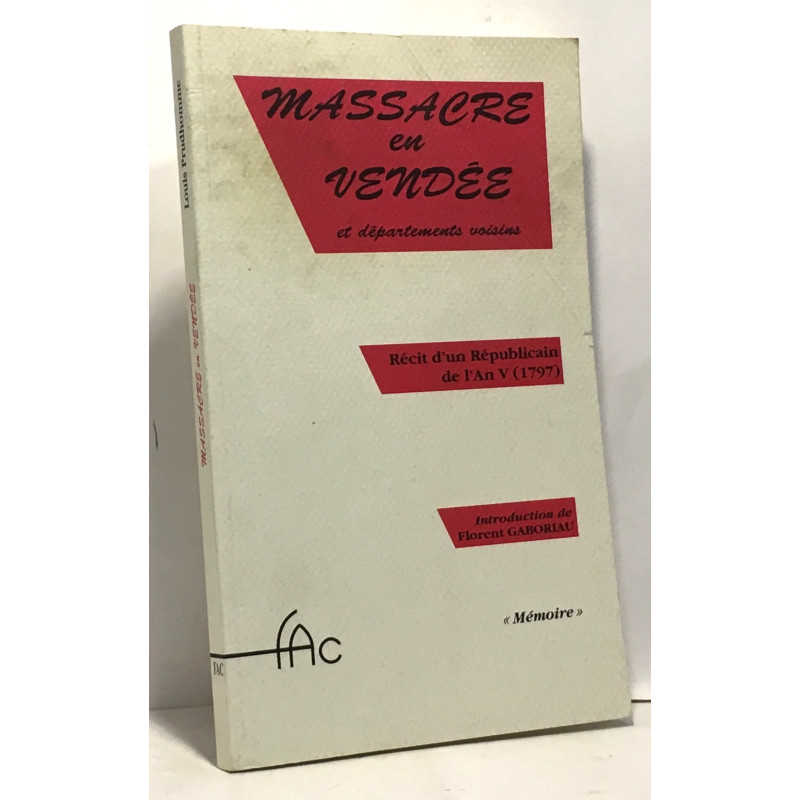 MASSACRE
en
VENDÉE
et départements voisins
Récit d'un Républicain
de l'An V (1797)
Introduction de
Florent GABORIAU
« Mémoire »
fAc
Louis Prudhomme
MASSACRE en VENDÉE
FAC